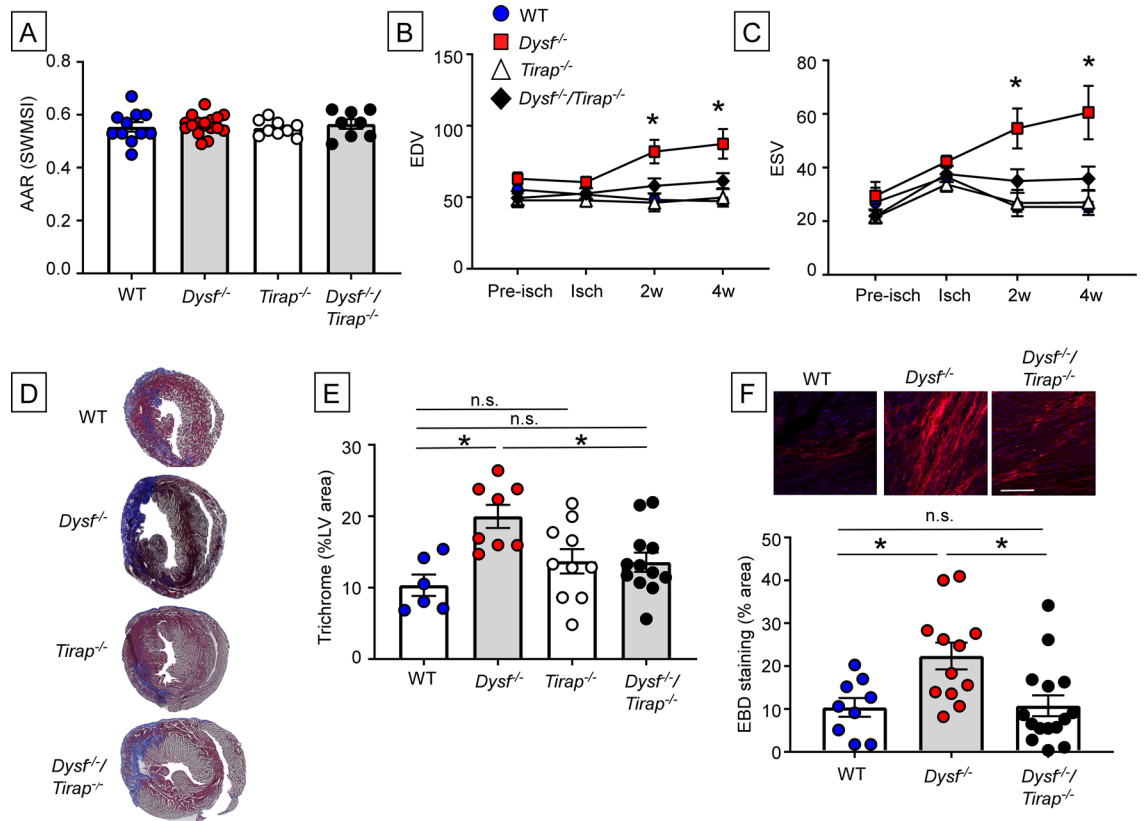 A
AAR (SWMSI)
0.8
0.6
0.4
0.2
0.0
WT
Dysf-/-
Tirap-/-
Dysf-/-/
Tirap-/-
B
WT
Dysf-/-
Tirap-/-
Dysf-/-/Tirap-/-
EDV
150
100
50
0
*
*
Pre-isch
Isch
2w
4w
C
ESV
80
60
40
20
0
*
*
Pre-isch
Isch
2w
4w
D
WT
Dysf-/-
Tirap-/-
Dysf-/-/
Tirap-/-
E
n.s.
n.s.
*
*
Trichrome (%LV area)
30
20
10
0
WT
Dysf-/-
Tirap-/-
Dysf-/-/
Tirap-/-
F
WT
Dysf-/-
Dysf-/-/
Tirap-/-
n.s.
*
*
EBD staining (% area)
50
40
30
20
10
0
WT
Dysf-/-
Dysf-/-/
Tirap-/-